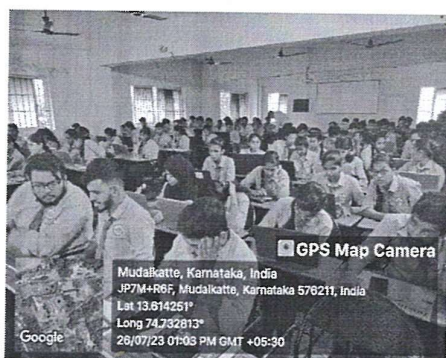 GPS Map Camera
Mudalkatte, Karnataka, India
JP7M+R6F, Mudalkatte, Karnataka 576211, India
Lat 13.614251°
Long 74.732813°
26/07/23 01:03 PM GMT +05:30
Google